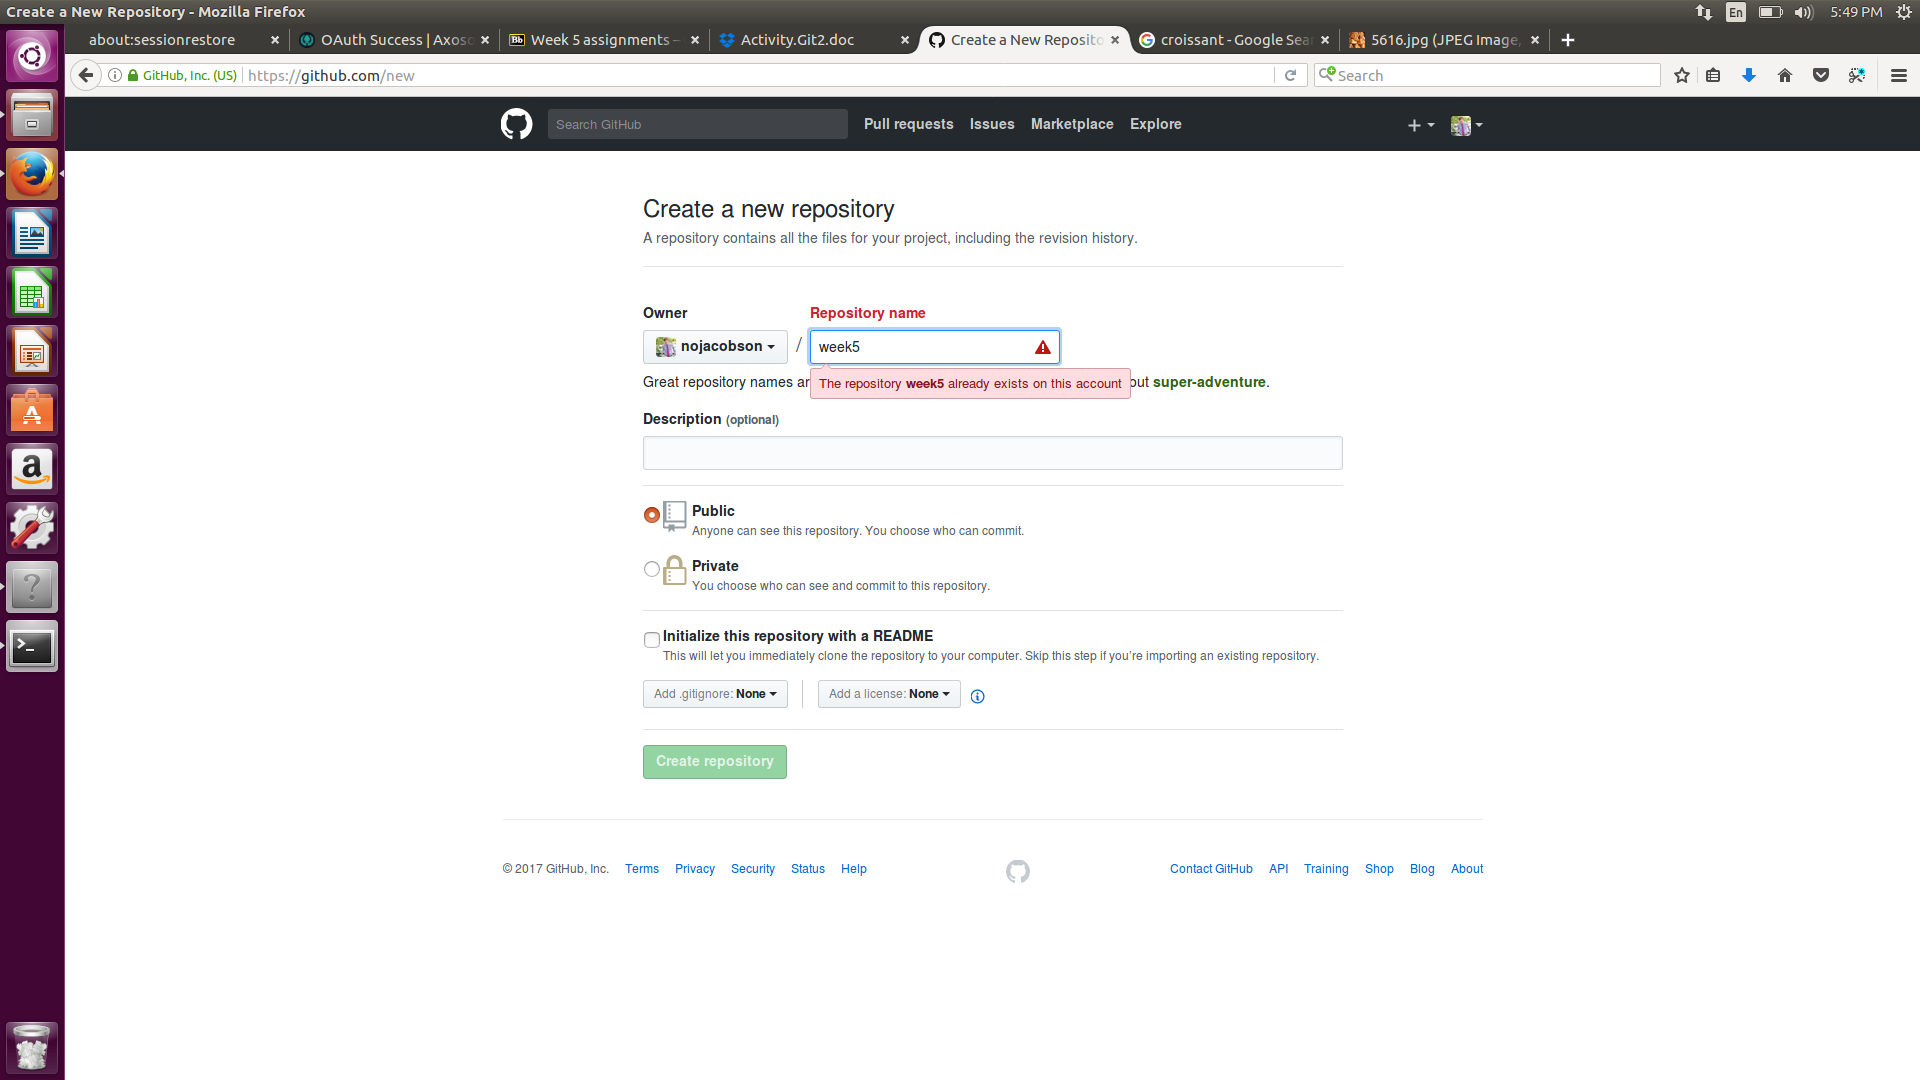 Create a New Repository - Mozilla Firefox
En
5:49 PM
about:sessionrestore
OAuth Success | Axoso
Bb Week 5 assignments –
Activity.Git2.doc
Create a New Reposito
croissant - Google Sear
5616.jpg (JPEG Image,
GitHub, Inc. (US)
https://github.com/new
Search
Search GitHub
Pull requests
Issues
Marketplace
Explore
Create a new repository
A repository contains all the files for your project, including the revision history.
Owner
Repository name
nojacobson
/
week5
Great repository names ar
The repository week5 already exists on this account
out super-adventure.
Description (optional)
Public
Anyone can see this repository. You choose who can commit.
Private
You choose who can see and commit to this repository.
Initialize this repository with a README
This will let you immediately clone the repository to your computer. Skip this step if you’re importing an existing repository.
Add .gitignore: None
Add a license: None
Create repository
© 2017 GitHub, Inc.
Terms
Privacy
Security
Status
Help
Contact GitHub
API
Training
Shop
Blog
About